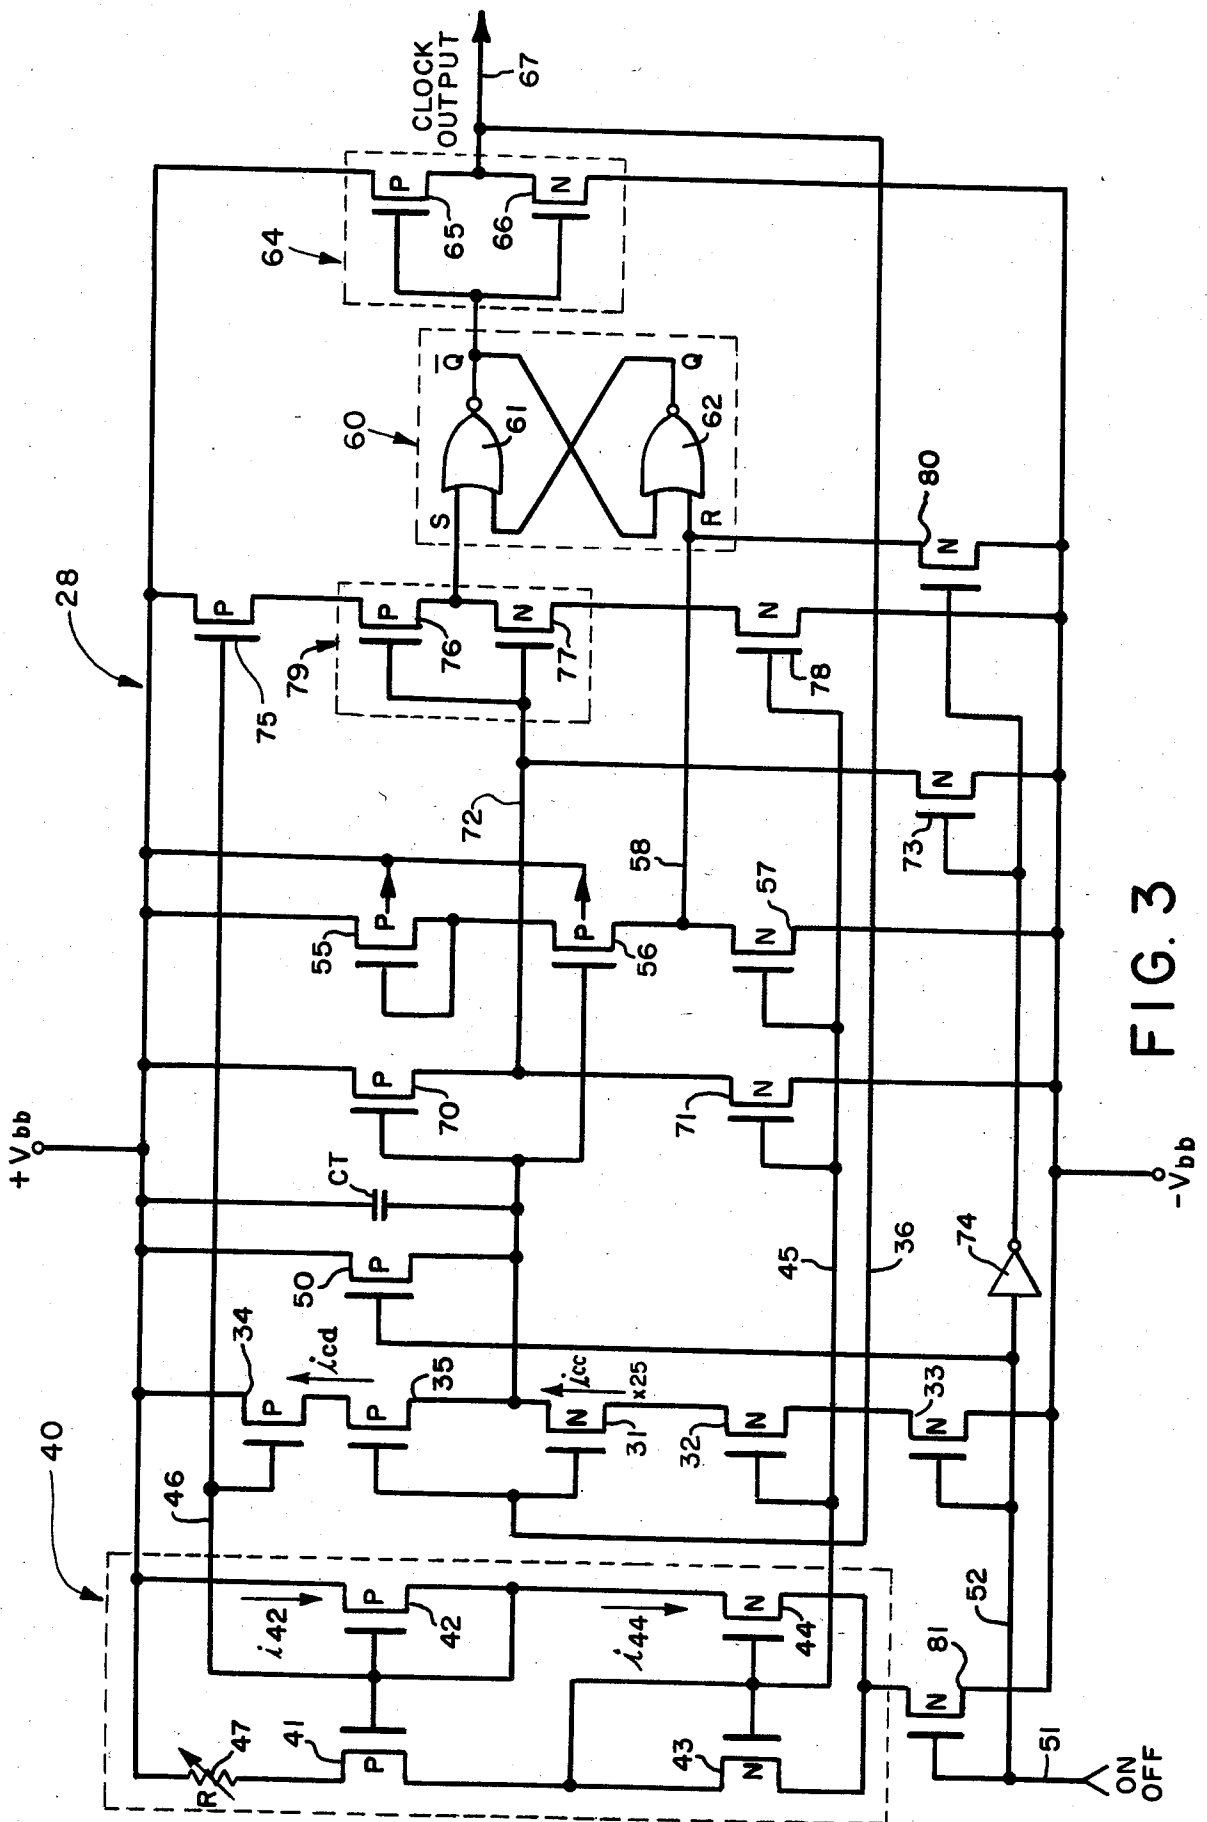 +Vbb
28
40
46
34
icd
50
CT
P
P
P
P
P
P
P
P
P
P
35
70
55
56
75
79
76
64
65
CLOCK
OUTPUT
67
60
S
61
Q̅
Q
62
R
66
N
i42
42
R
47
41
icc
x25
N
31
72
58
N
77
i44
N
44
43
N
32
N
45
36
71
N
57
N
78
N
80
N
73
N
33
N
74
52
81
N
51
ON
OFF
-Vbb
FIG. 3